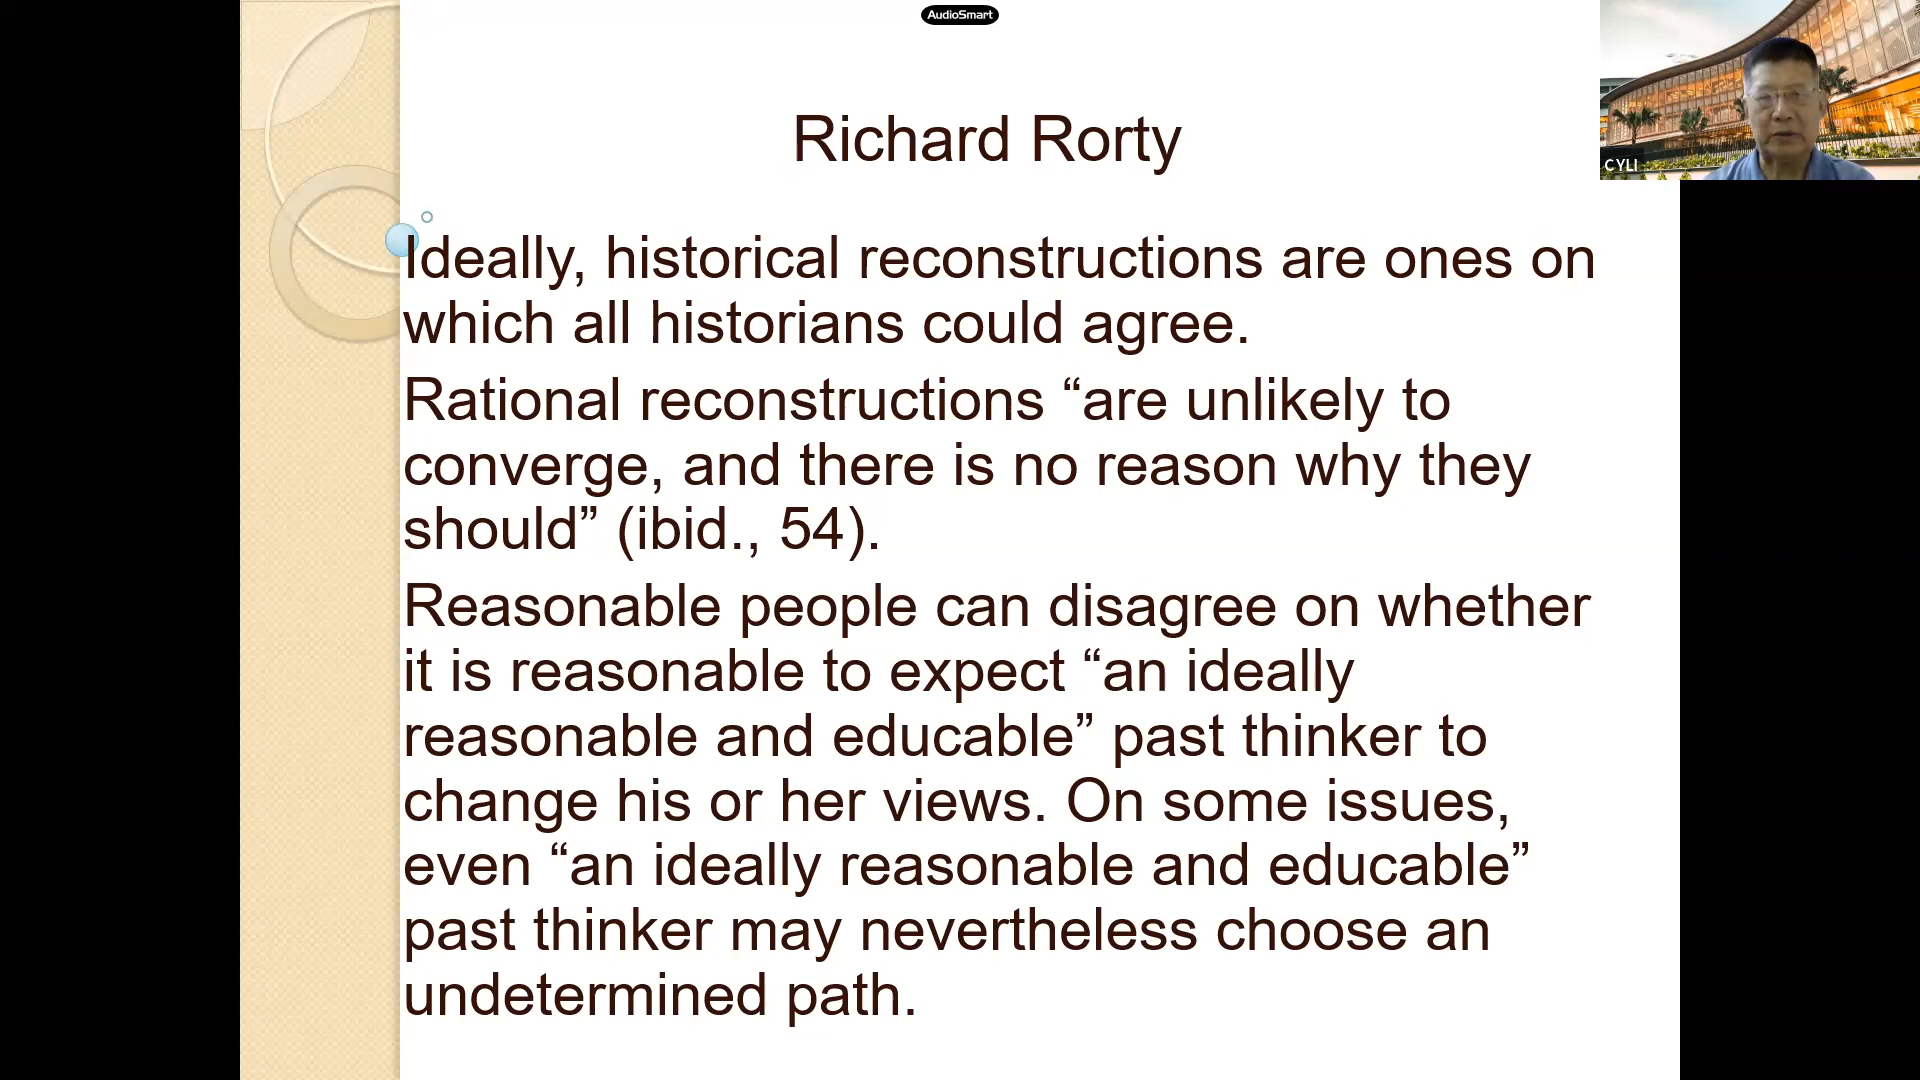 AudioSmart
CYLI
Richard Rorty
Ideally, historical reconstructions are ones on
which all historians could agree.
Rational reconstructions “are unlikely to
converge, and there is no reason why they
should” (ibid., 54).
Reasonable people can disagree on whether
it is reasonable to expect “an ideally
reasonable and educable” past thinker to
change his or her views. On some issues,
even “an ideally reasonable and educable”
past thinker may nevertheless choose an
undetermined path.